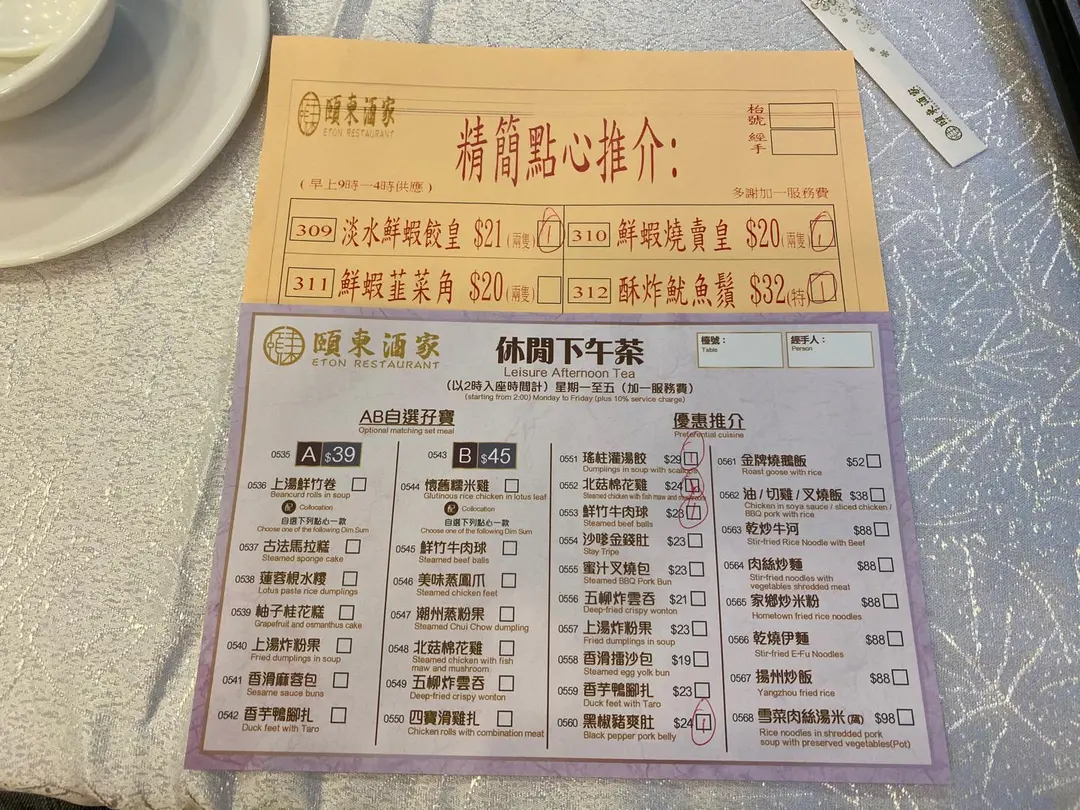 頤東酒家
ETON RESTAURANT
精簡點心推介：
枱號
經手
(早上9時一4時供應)
多謝加一服務費
309 淡水鮮蝦餃皇 $21(兩隻)
310 鮮蝦燒賣皇 $20(兩隻)
311 鮮蝦韮菜角 $20(兩隻)
312 酥炸魷魚鬚 $32(特)
頤東酒家
ETON RESTAURANT
休閒下午茶
Leisure Afternoon Tea
(以2時入座時間計) 星期一至五 (加一服務費)
(starting from 2:00) Monday to Friday (plus 10% service charge)
檯號：
Table
經手人：
Person
AB自選孖寶
Optional matching set meal
0535 A $39
0536 上湯鮮竹卷
Beancurd rolls in soup
配 Collocation
自選下列點心一款
Choose one of the following Dim Sum
0537 古法馬拉糕
Steamed sponge cake
0538 蓮蓉梘水糭
Lotus paste rice dumplings
0539 柚子桂花糕
Grapefruit and osmanthus cake
0540 上湯炸粉果
Fried dumplings in soup
0541 香滑麻蓉包
Sesame sauce buns
0542 香芋鴨腳扎
Duck feet with Taro
0543 B $45
0544 懷舊糯米雞
Glutinous rice chicken in lotus leaf
配 Collocation
自選下列點心一款
Choose one of the following Dim Sum
0545 鮮竹牛肉球
Steamed beef balls
0546 美味蒸鳳爪
Steamed chicken feet
0547 潮州蒸粉果
Steamed Chui Chow dumpling
0548 北菇棉花雞
Steamed chicken with fish
maw and mushroom
0549 五柳炸雲吞
Deep-fried crispy wonton
0550 四寶滑雞扎
Chicken rolls with combination meat
優惠推介
Preferential cuisine
0551 瑤柱灌湯餃 $29
Dumplings in soup with scallops
0552 北菇棉花雞 $24
Steamed chicken with fish maw and mushroom
0553 鮮竹牛肉球 $23
Steamed beef balls
0554 沙嗲金錢肚 $23
Stay Tripe
0555 蜜汁叉燒包 $23
Steamed BBQ Pork Bun
0556 五柳炸雲吞 $21
Deep-fried crispy wonton
0557 上湯炸粉果 $23
Fried dumplings in soup
0558 香滑擂沙包 $19
Steamed egg yolk bun
0559 香芋鴨腳扎 $23
Duck feet with Taro
0560 黑椒豬爽肚 $24
Black pepper pork belly
0561 金牌燒鵝飯 $52
Roast goose with rice
0562 油/切雞/叉燒飯 $38
Chicken in soya sauce / sliced chicken /
BBQ pork with rice
0563 乾炒牛河 $88
Stir-fried Rice Noodle with Beef
0564 肉絲炒麵 $88
Stir-fried noodles with
vegetables shredded meat
0565 家鄉炒米粉 $88
Hometown fried rice noodles
0566 乾燒伊麵 $88
Stir-fried E-Fu Noodles
0567 揚州炒飯 $88
Yangzhou fried rice
0568 雪菜肉絲湯米(窩) $98
Rice noodles in shredded pork
soup with preserved vegetables(Pot)
頤東酒家